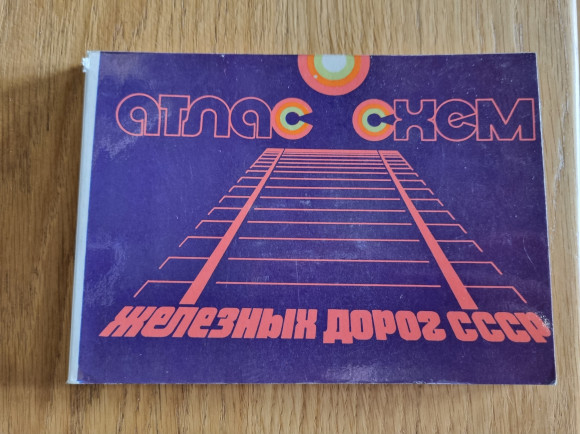 атлас схем
железных дорог СССР